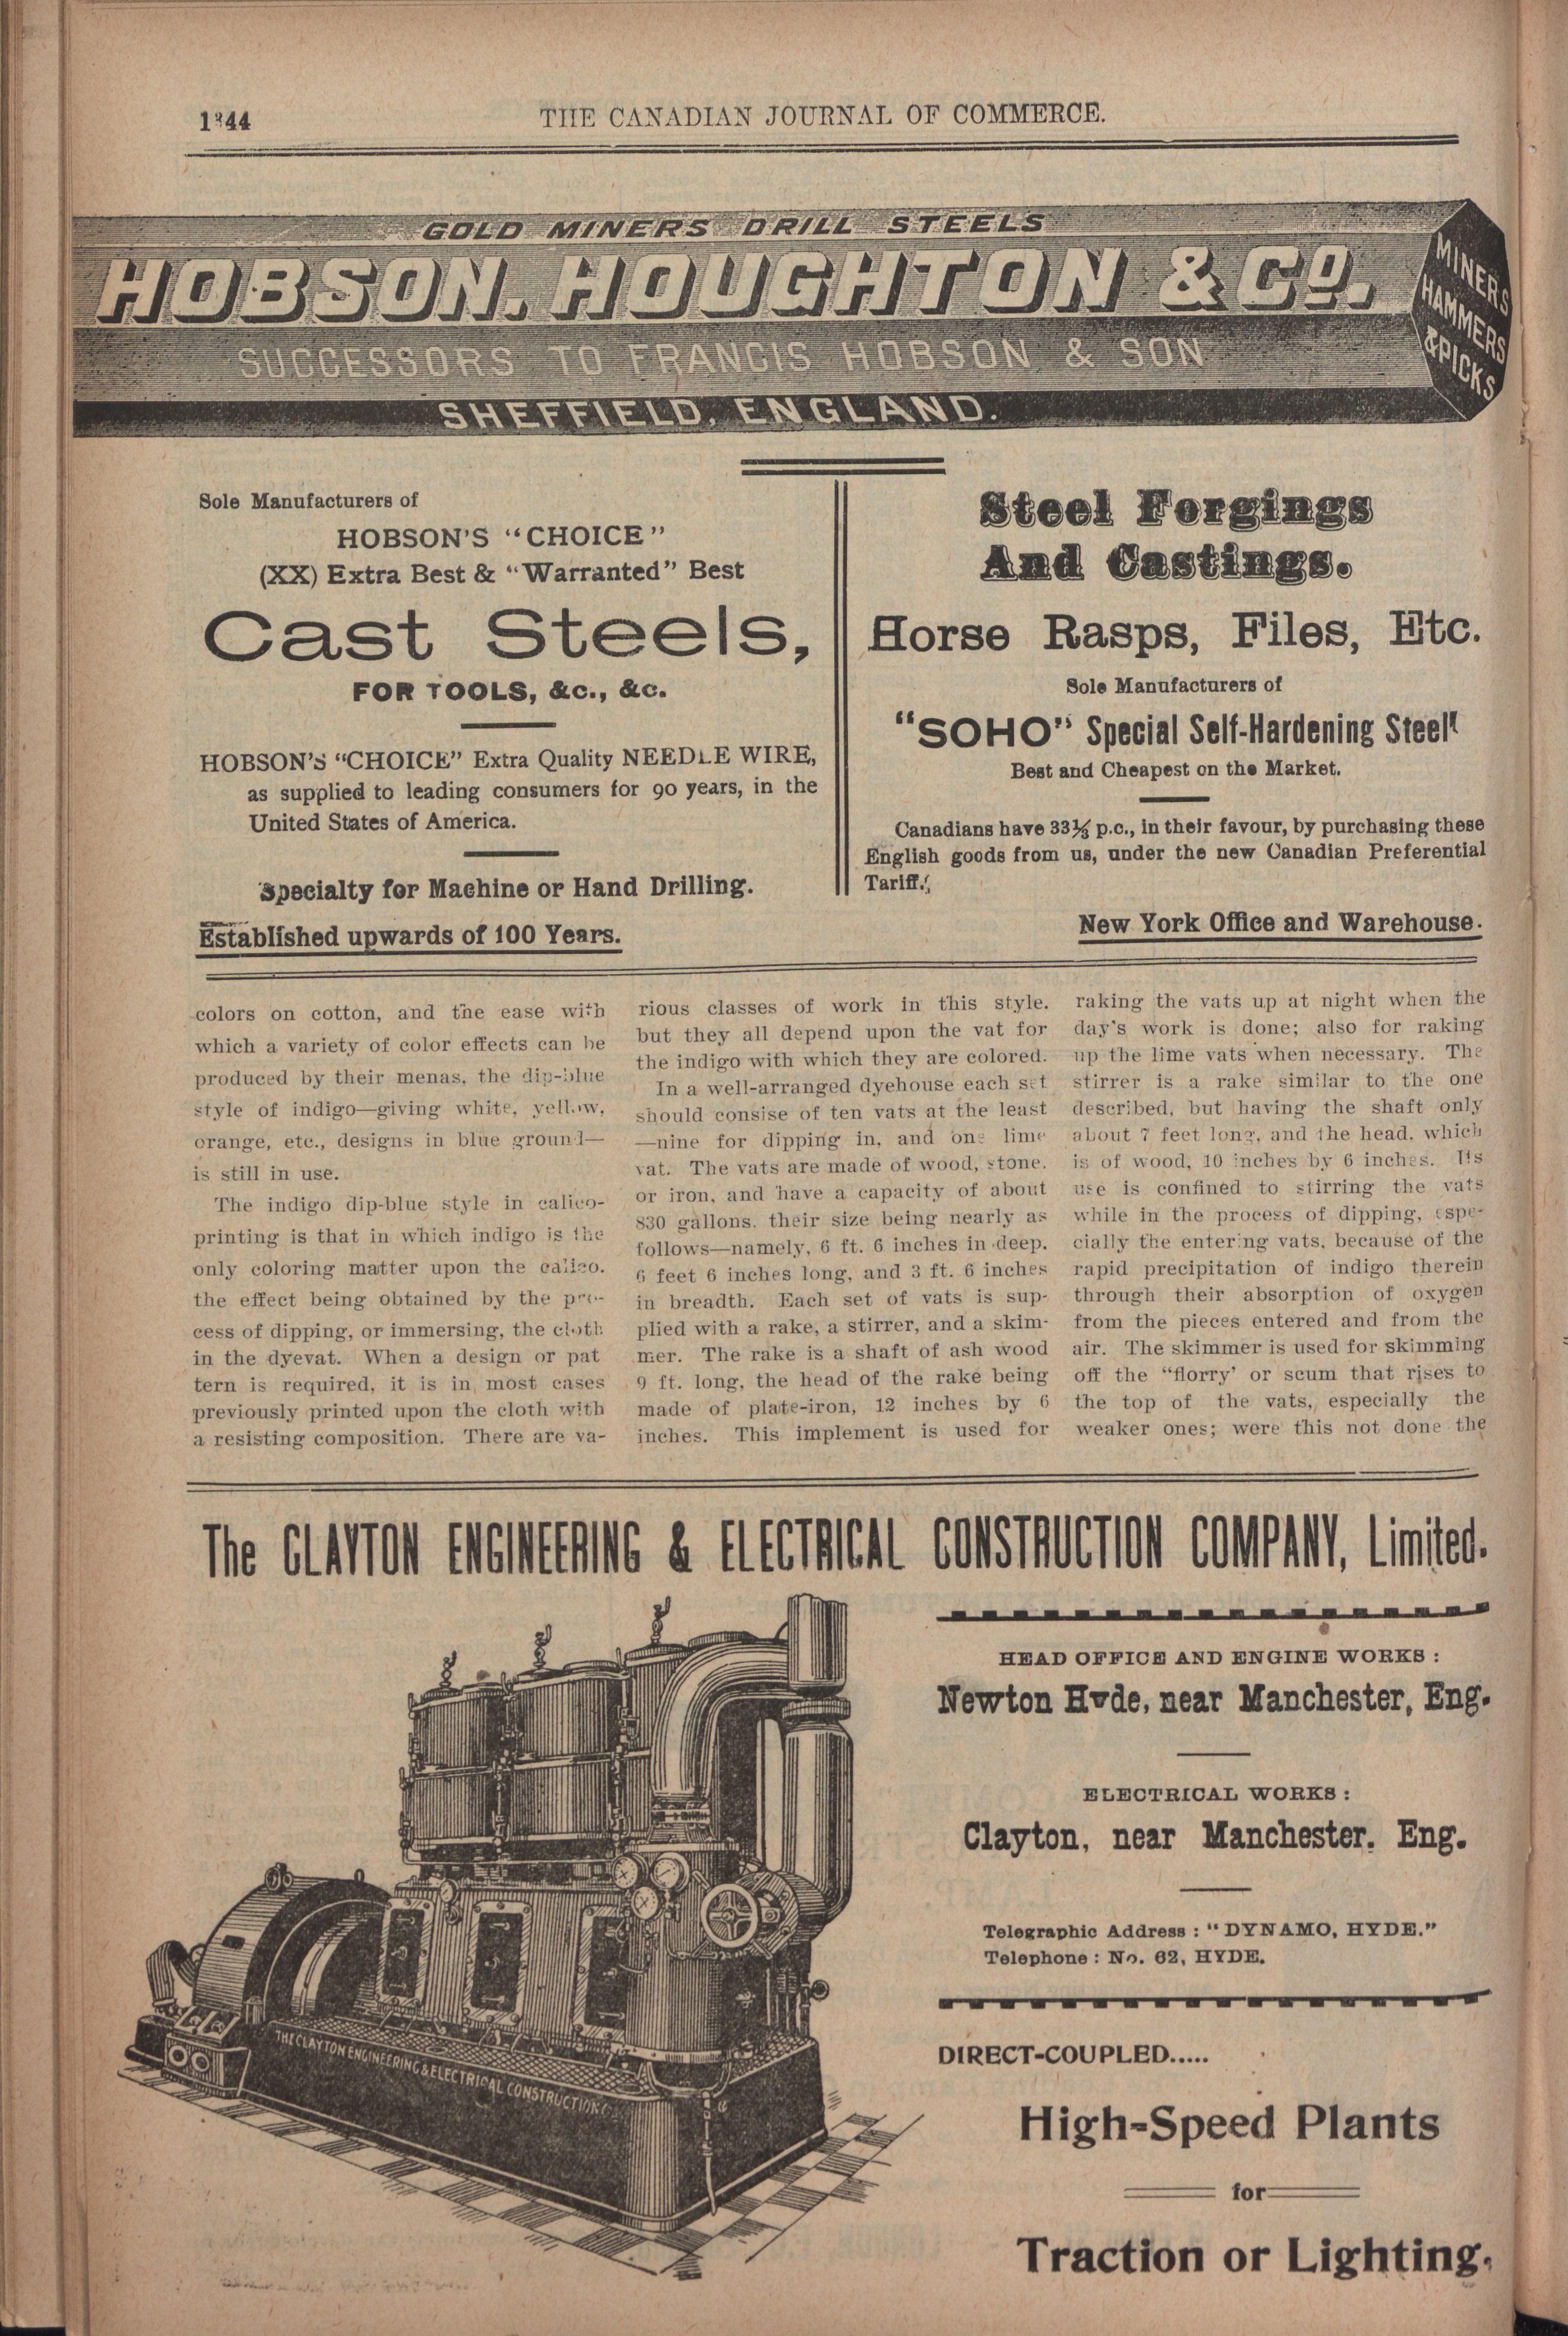 THE CANADIAN JOURNAL OF COMMERCE.
GOLD MINERS DRILL STEELS
HOBSON. HOUGHTON & Co.
SUCCESSORS TO FRANCIS HOBSON & SON
SHEFFIELD, ENGLAND.
MINERS
HAMMERS
&PICKS
Sole Manufacturers of
HOBSON'S "CHOICE"
(XX) Extra Best & "Warranted" Best
Cast Steels,
FOR TOOLS, &c., &c.
HOBSON'S "CHOICE" Extra Quality NEEDLE WIRE,
as supplied to leading consumers for 90 years, in the
United States of America.
Specialty for Machine or Hand Drilling.
Established upwards of 100 Years.
Steel Forgings
And Castings.
Horse Rasps, Files, Etc.
Sole Manufacturers of
"SOHO" Special Self-Hardening Steel
Best and Cheapest on the Market.
Canadians have 33⅓ p.c., in their favour, by purchasing these
English goods from us, under the new Canadian Preferential
Tariff.
New York Office and Warehouse.
colors on cotton, and the ease with
which a variety of color effects can be
produced by their menas, the dip-blue
style of indigo—giving white, yellow,
orange, etc., designs in blue ground—
is still in use.
The indigo dip-blue style in calico-
printing is that in which indigo is the
only coloring matter upon the calico.
the effect being obtained by the pro-
cess of dipping, or immersing, the cloth
in the dyevat. When a design or pat
tern is required, it is in most cases
previously printed upon the cloth with
a resisting composition. There are va-
rious classes of work in this style.
but they all depend upon the vat for
the indigo with which they are colored.
In a well-arranged dyehouse each set
should consise of ten vats at the least
—nine for dipping in, and one lime
vat. The vats are made of wood, stone.
or iron, and have a capacity of about
830 gallons. their size being nearly as
follows—namely, 6 ft. 6 inches in deep.
6 feet 6 inches long, and 3 ft. 6 inches
in breadth. Each set of vats is sup-
plied with a rake, a stirrer, and a skim-
mer. The rake is a shaft of ash wood
9 ft. long, the head of the rake being
made of plate-iron, 12 inches by 6
inches. This implement is used for
raking the vats up at night when the
day's work is done; also for raking
up the lime vats when necessary. The
stirrer is a rake similar to the one
described, but having the shaft only
about 7 feet long, and the head. which
is of wood, 10 inches by 6 inches. Its
use is confined to stirring the vats
while in the process of dipping, espe-
cially the entering vats, because of the
rapid precipitation of indigo therein
through their absorption of oxygen
from the pieces entered and from the
air. The skimmer is used for skimming
off the "florry' or scum that rises to
the top of the vats, especially the
weaker ones; were this not done the
The CLAYTON ENGINEERING & ELECTRICAL CONSTRUCTION COMPANY, Limited.
THE CLAYTON ENGINEERING & ELECTRICAL CONSTRUCTION
HEAD OFFICE AND ENGINE WORKS :
Newton Hyde, near Manchester, Eng.
ELECTRICAL WORKS :
Clayton, near Manchester. Eng.
Telegraphic Address : "DYNAMO, HYDE."
Telephone : No. 62, HYDE.
DIRECT-COUPLED.....
High-Speed Plants
for
Traction or Lighting.